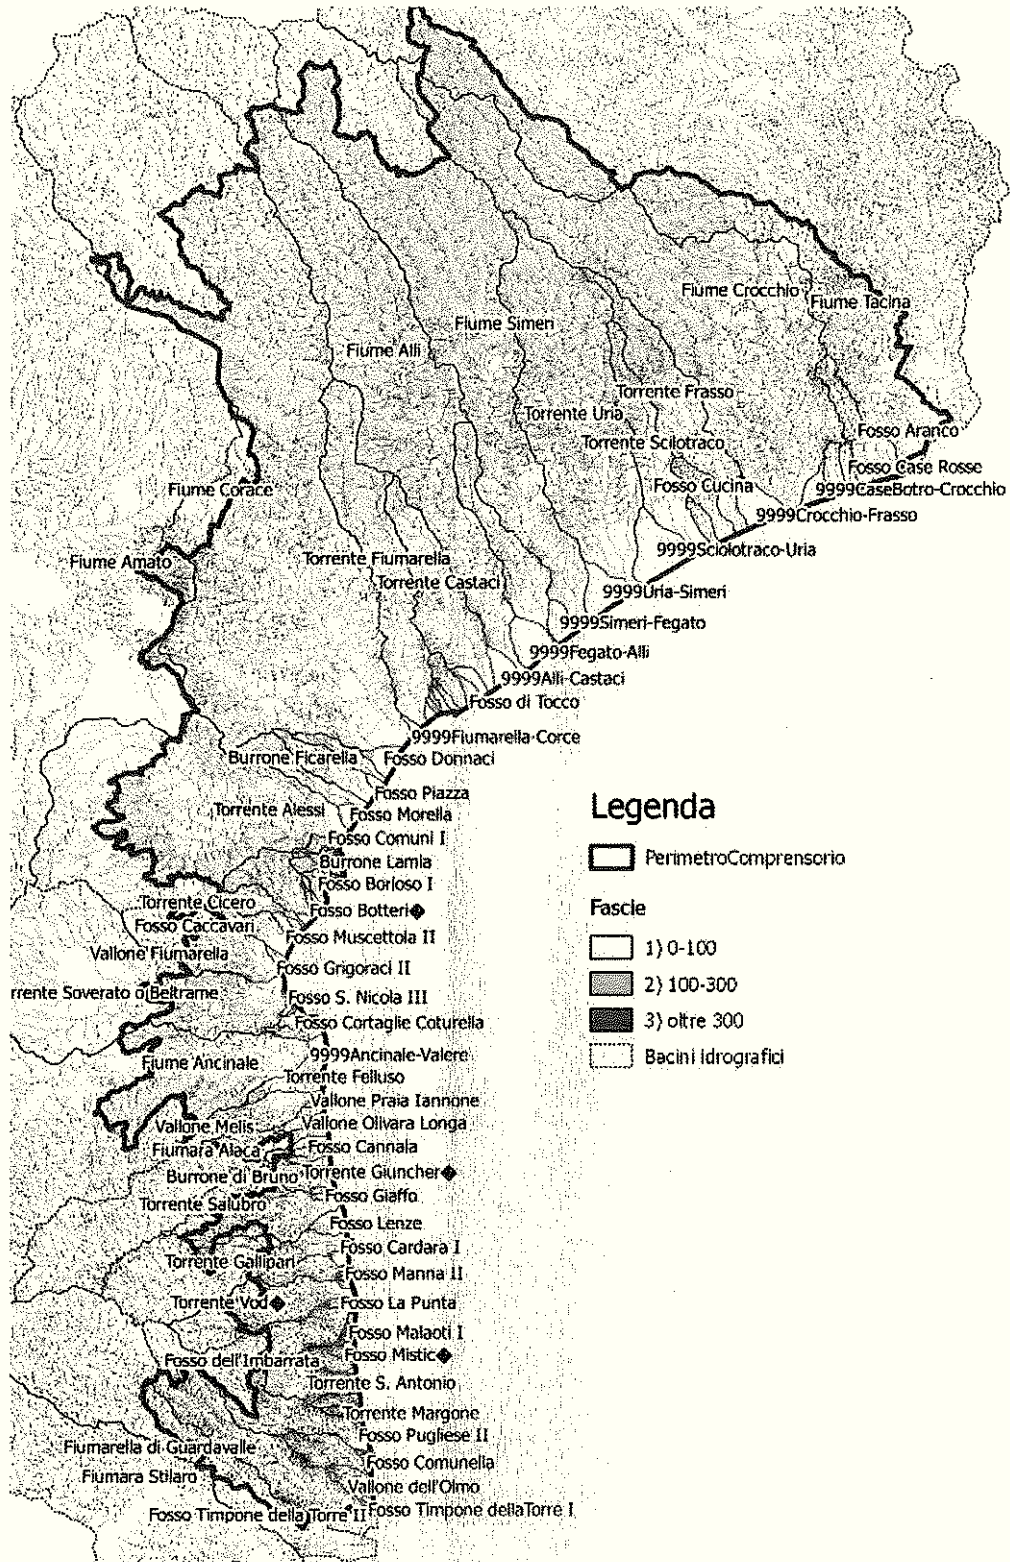 Fiume Crocchio
Fiume Tacina
Fiume Simeri
Fiume Alli
Torrente Frasso
Torrente Uria
Fosso Aranco
Torrente Scilotraco
Fosso Case Rosse
Fosso Cucina
9999CaseBotro-Crocchio
Fiume Corace
9999Crocchio-Frasso
9999Sciolotraco-Uria
Torrente Fiumarella
Fiume Amato
Torrente Castaci
9999Uria-Simeri
9999Simeri-Fegato
9999Fegato-Alli
9999Alli-Castaci
Fosso di Tocco
9999Fiumarella-Corce
Burrone Ficarella
Fosso Donnaci
Fosso Piazza
Torrente Alessi
Fosso Morella
Fosso Comuni I
Burrone Lamia
Fosso Borloso I
Torrente Cicero
Fosso Botteri�
Fosso Caccavari
Fosso Muscettola II
Vallone Fiumarella
Fosso Grigoraci II
rrente Soverato o Beltrame
Fosso S. Nicola III
Fosso Cortaglie Coturella
9999Ancinale-Valere
Fiume Ancinale
Torrente Felluso
Vallone Praia Iannone
Vallone Melis
Vallone Olivara Longa
Fiumara Alaca
Fosso Cannala
Burrone di Bruno
Torrente Giuncher�
Fosso Giaffo
Torrente Salubro
Fosso Lenze
Fosso Cardara I
Torrente Gallipari
Fosso Manna II
Torrente Vod�
Fosso La Punta
Fosso Malaoti I
Fosso Mistic�
Fosso dell'Imbarrata
Torrente S. Antonio
Torrente Margone
Fosso Pugliese II
Fiumarella di Guardavalle
Fosso Comunella
Fiumara Stilaro
Vallone dell'Olmo
Fosso Timpone della Torre II
Fosso Timpone dellaTorre I
Legenda
PerimetroComprensorio
Fascie
1) 0-100
2) 100-300
3) oltre 300
Bacini Idrografici